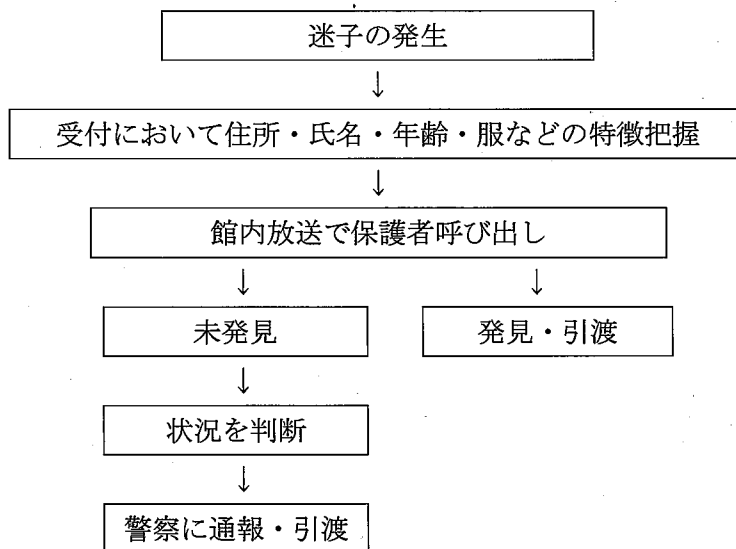 迷子の発生
↓
受付において住所・氏名・年齢・服などの特徴把握
↓
館内放送で保護者呼び出し
↓ ↓
未発見 発見・引渡
↓
状況を判断
↓
警察に通報・引渡